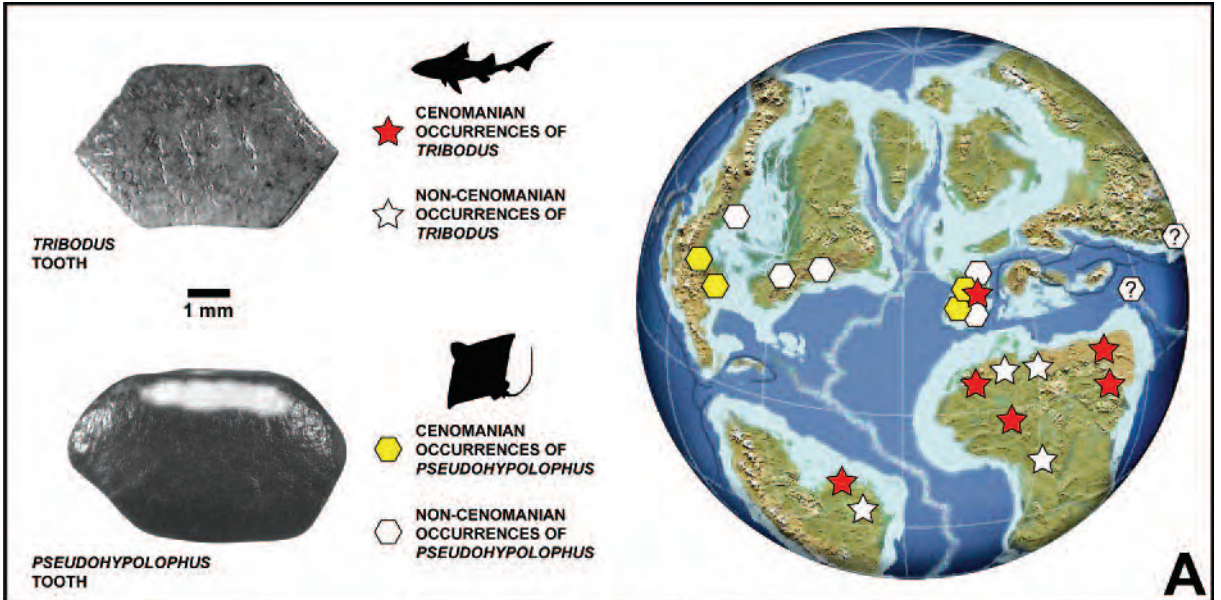 TRIBODUS
TOOTH
1 mm
PSEUDOHYPOLOPHUS
TOOTH
CENOMANIAN
OCCURRENCES OF
TRIBODUS
NON-CENOMANIAN
OCCURRENCES OF
TRIBODUS
CENOMANIAN
OCCURRENCES OF
PSEUDOHYPOLOPHUS
NON-CENOMANIAN
OCCURRENCES OF
PSEUDOHYPOLOPHUS
?
?
A